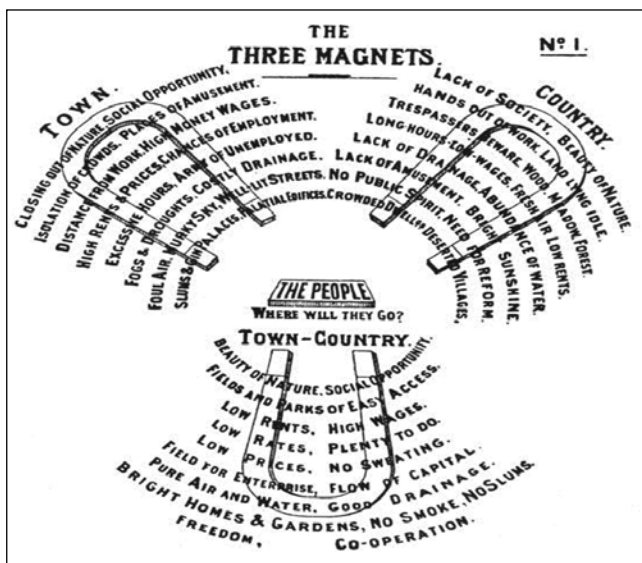 THE
THREE MAGNETS.
Nº 1.
TOWN.
CLOSING OUT OF NATURE. SOCIAL OPPORTUNITY.
ISOLATION OF CROWDS. PLACES OF AMUSEMENT.
DISTANCE FROM WORK. HIGH MONEY WAGES.
HIGH RENTS & PRICES. CHANCES OF EMPLOYMENT.
EXCESSIVE HOURS. ARMY OF UNEMPLOYED.
FOGS & DROUGHTS. COSTLY DRAINAGE.
FOUL AIR. MURKY SKY. WELL-LIT STREETS.
SLUMS & GIN PALACES. PALATIAL EDIFICES.
COUNTRY.
LACK OF SOCIETY. BEAUTY OF NATURE.
HANDS OUT OF WORK. LAND LYING IDLE.
TRESPASSERS BEWARE. WOOD, MEADOW, FOREST.
LONG HOURS-LOW WAGES. FRESH AIR LOW RENTS.
LACK OF DRAINAGE. ABUNDANCE OF WATER.
LACK OF AMUSEMENT. BRIGHT SUNSHINE.
NO PUBLIC SPIRIT. NEED FOR REFORM.
CROWDED DWELLGS DESERTED VILLAGES,
THE PEOPLE
WHERE WILL THEY GO?
TOWN-COUNTRY.
BEAUTY OF NATURE. SOCIAL OPPORTUNITY.
FIELDS AND PARKS OF EASY ACCESS.
LOW RENTS, HIGH WAGES.
LOW RATES, PLENTY TO DO.
LOW PRICES, NO SWEATING.
FIELD FOR ENTERPRISE, FLOW OF CAPITAL.
PURE AIR AND WATER, GOOD DRAINAGE.
BRIGHT HOMES & GARDENS, NO SMOKE, NO SLUMS.
FREEDOM, CO-OPERATION.